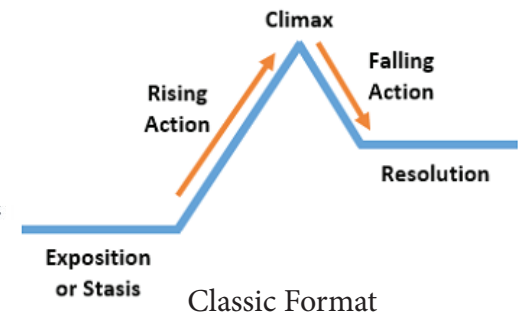 Climax
Rising
Action
Falling
Action
Resolution
Exposition
or Stasis
Classic Format